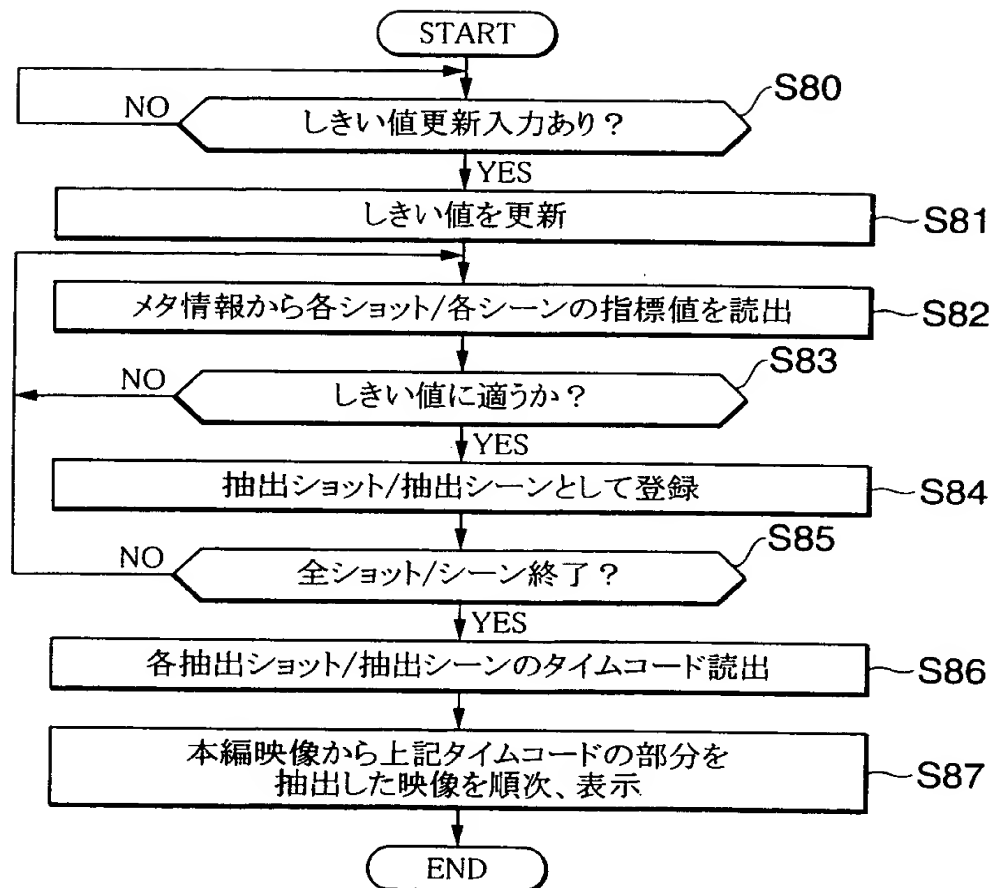 START
S80
NO
しきい値更新入力あり？
YES
しきい値を更新
S81
メタ情報から各ショット/各シーンの指標値を読出
S82
S83
NO
しきい値に適うか？
YES
抽出ショット/抽出シーンとして登録
S84
S85
NO
全ショット/シーン終了？
YES
各抽出ショット/抽出シーンのタイムコード読出
S86
本編映像から上記タイムコードの部分を
抽出した映像を順次、表示
S87
END